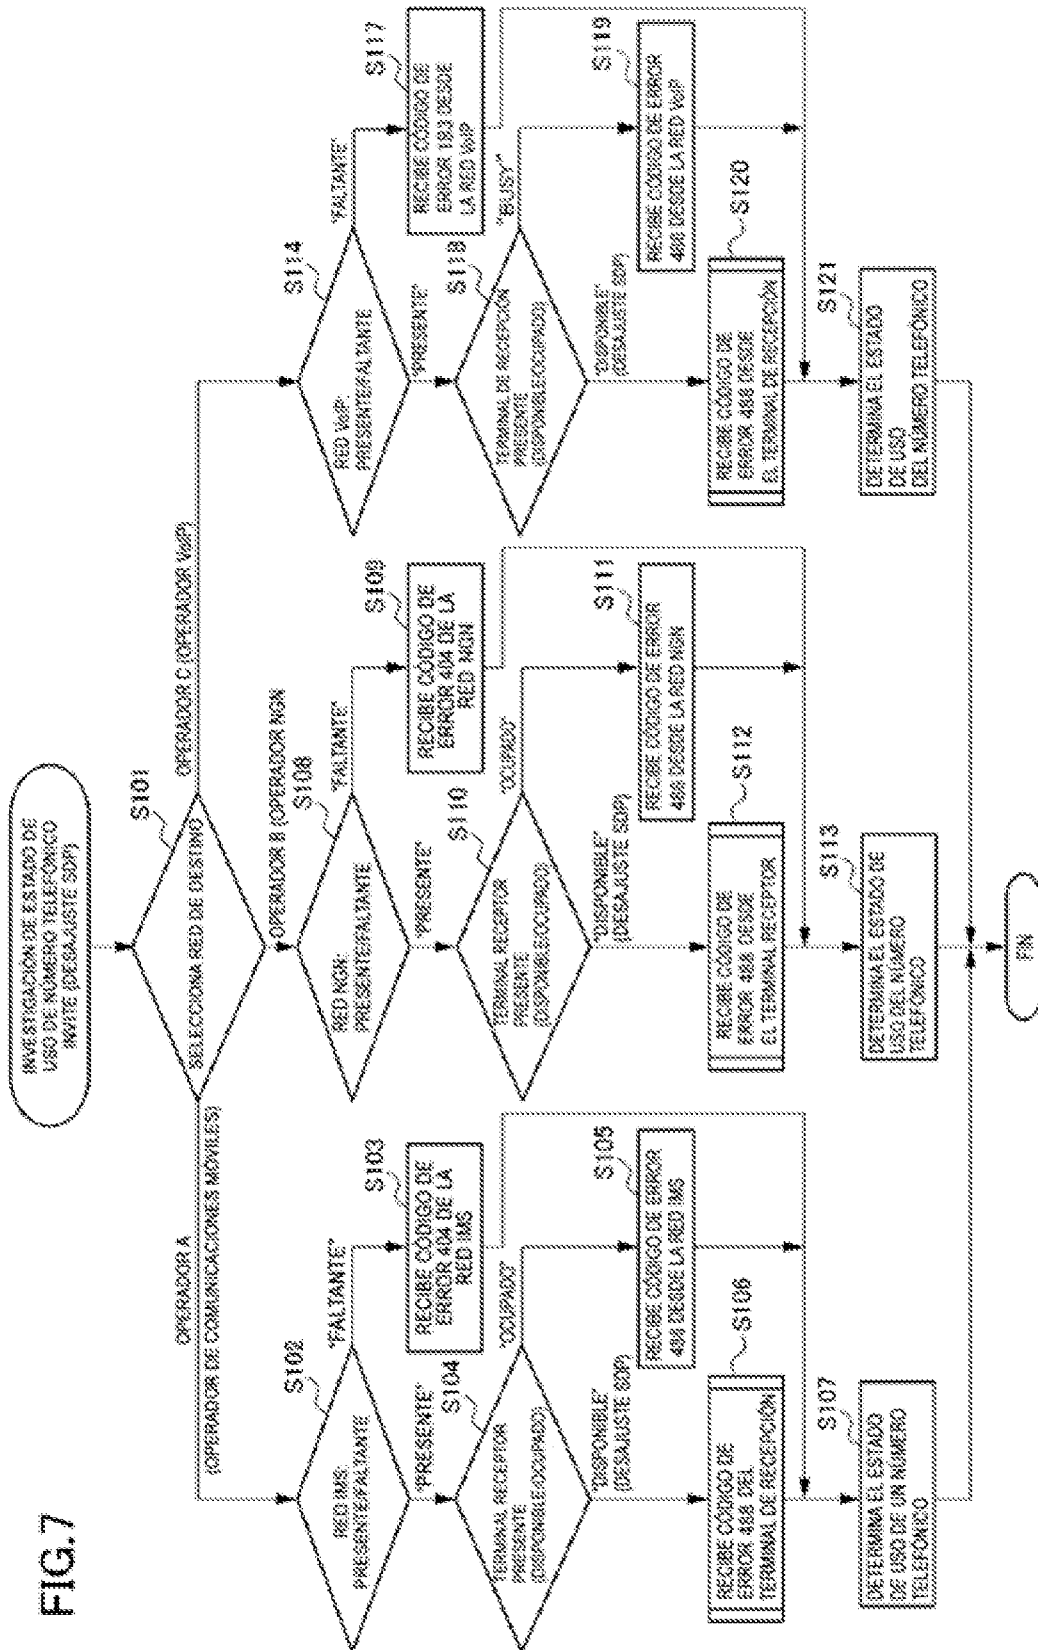 FIG.7
INVESTIGACIÓN DE ESTADO DE
USO DE NÚMERO TELEFÓNICO
INVITE (DESAJUSTE SDP)
S101
SELECCIONA RED DE DESTINO
OPERADOR A
(OPERADOR DE COMUNICACIONES MÓVILES)
OPERADOR B (OPERADOR NGN
OPERADOR C (OPERADOR VoIP)
S102
RED IMS:
PRESENTE/FALTANTE
"FALTANTE"
S103
RECIBE CÓDIGO DE
ERROR 404 DE LA
RED IMS
"PRESENTE"
S104
TERMINAL RECEPTOR
PRESENTE
(DISPONIBLE/OCUPADO)
"OCUPADO"
S105
RECIBE CÓDIGO DE ERROR
488 DESDE LA RED IMS
"DISPONIBLE"
(DESAJUSTE SDP)
S106
RECIBE CÓDIGO DE
ERROR 488 DEL
TERMINAL DE RECEPCIÓN
S107
DETERMINA EL ESTADO
DE USO DE UN NÚMERO
TELEFÓNICO
S108
RED NGN:
PRESENTE/FALTANTE
"FALTANTE"
S109
RECIBE CÓDIGO DE
ERROR 404 DE LA
RED NGN
"PRESENTE"
S110
TERMINAL RECEPTOR
PRESENTE
(DISPONIBLE/OCUPADO)
"OCUPADO"
S111
RECIBE CÓDIGO DE ERROR
488 DESDE LA RED NGN
"DISPONIBLE"
(DESAJUSTE SDP)
S112
RECIBE CÓDIGO DE
ERROR 488 DESDE
EL TERMINAL RECEPTOR
S113
DETERMINA EL ESTADO DE
USO DEL NÚMERO
TELEFÓNICO
S114
RED VoIP:
PRESENTE/FALTANTE
"FALTANTE"
S117
RECIBE CÓDIGO DE
ERROR 183 DESDE
LA RED VoIP
"PRESENTE"
S118
TERMINAL DE RECEPCIÓN
PRESENTE
(DISPONIBLE/OCUPADO)
"BUSY"
S119
RECIBE CÓDIGO DE ERROR
488 DESDE LA RED VoIP
"DISPONIBLE"
(DESAJUSTE SDP)
S120
RECIBE CÓDIGO DE
ERROR 488 DESDE
EL TERMINAL DE RECEPCIÓN
S121
DETERMINA EL ESTADO
DE USO
DEL NÚMERO TELEFÓNICO
FIN